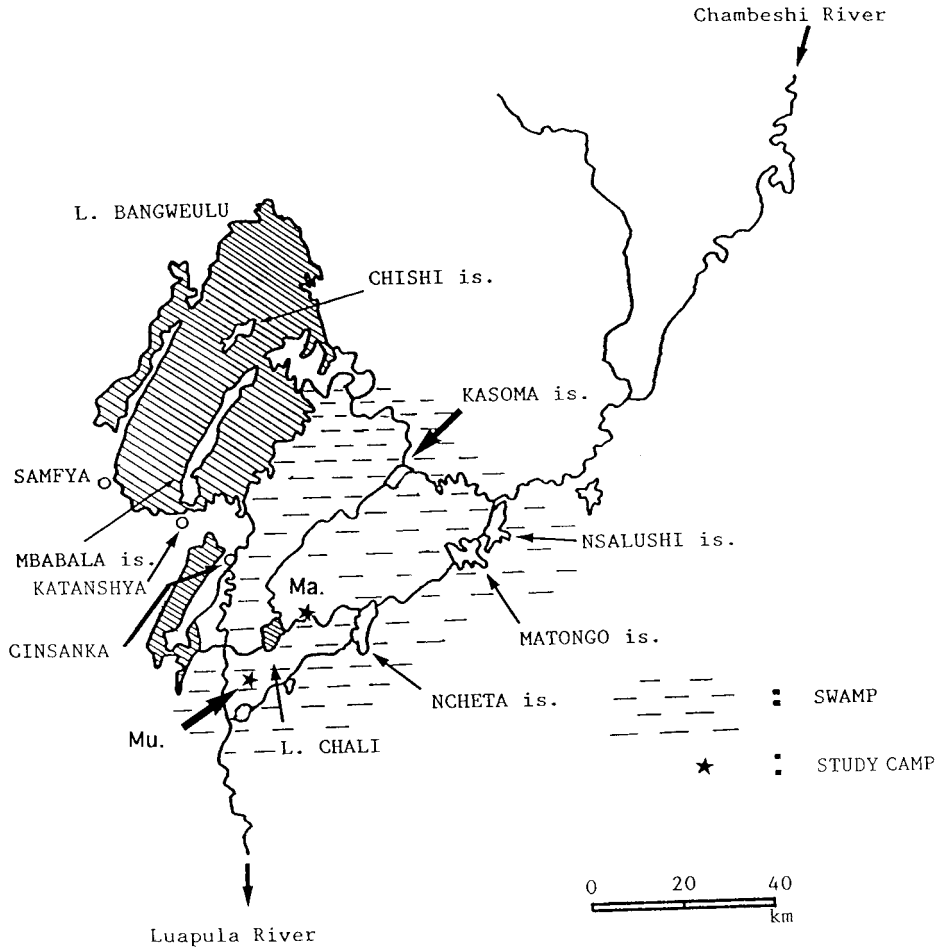 Chambeshi River
L. BANGWEULU
CHISHI is.
KASOMA is.
SAMFYA
NSALUSHI is.
MBABALA is.
KATANSHYA
Ma.
MATONGO is.
CINSANKA
NCHETA is.
SWAMP
Mu.
L. CHALI
STUDY CAMP
0 20 40
km
Luapula River